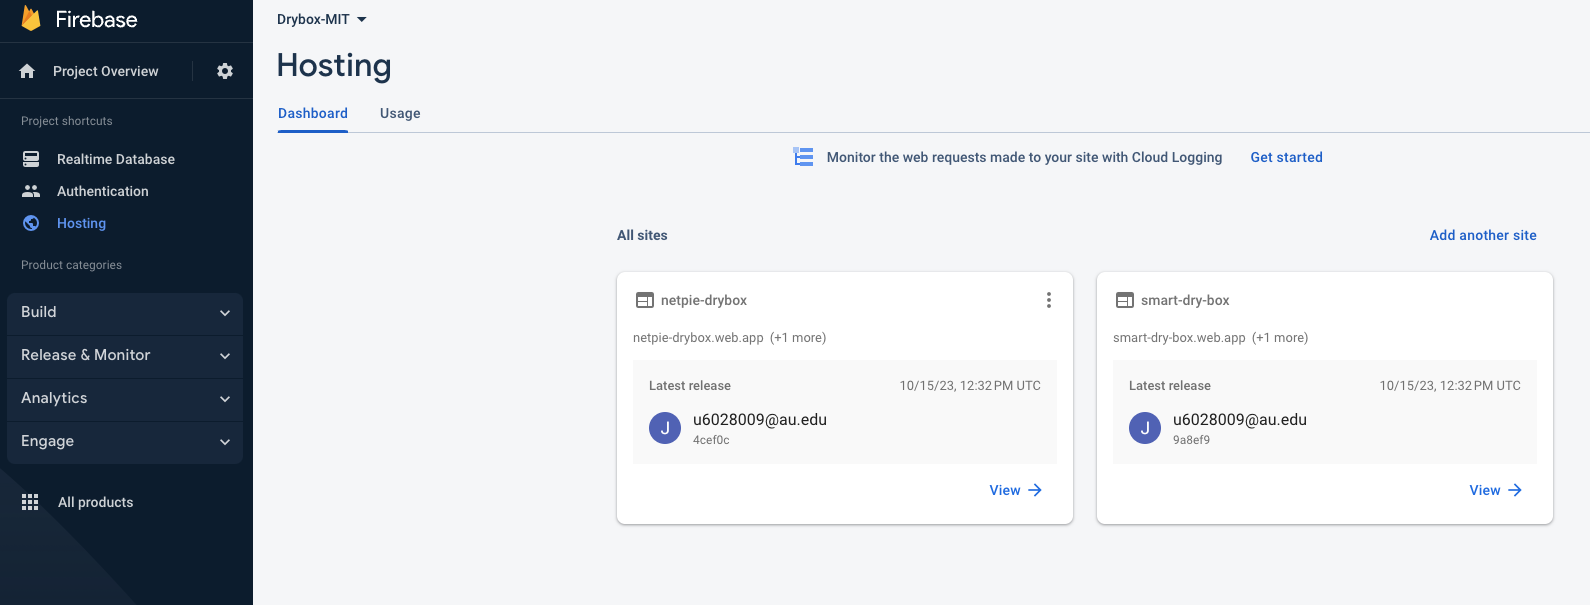 Firebase
Project Overview
Project shortcuts
Realtime Database
Authentication
Hosting
Product categories
Build
Release & Monitor
Analytics
Engage
All products
Drybox-MIT
Hosting
Dashboard Usage
Monitor the web requests made to your site with Cloud Logging Get started
All sites Add another site
netpie-drybox
netpie-drybox.web.app (+1 more)
Latest release 10/15/23, 12:32 PM UTC
J
u6028009@au.edu
4cef0c
View
smart-dry-box
smart-dry-box.web.app (+1 more)
Latest release 10/15/23, 12:32 PM UTC
J
u6028009@au.edu
9a8ef9
View